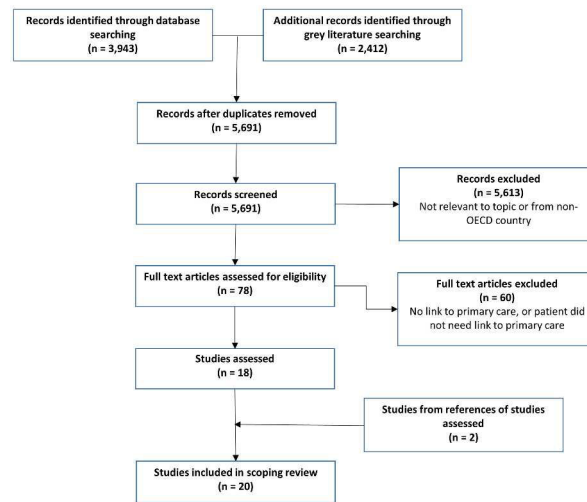 Records identified through database
searching
(n = 3,943)
Additional records identified through
grey literature searching
(n = 2,412)
Records after duplicates removed
(n = 5,691)
Records screened
(n = 5,691)
Records excluded
(n = 5,613)
Not relevant to topic or from non-
OECD country
Full text articles assessed for eligibility
(n = 78)
Full text articles excluded
(n = 60)
No link to primary care, or patient did
not need link to primary care
Studies assessed
(n = 18)
Studies from references of studies
assessed
(n = 2)
Studies included in scoping review
(n = 20)